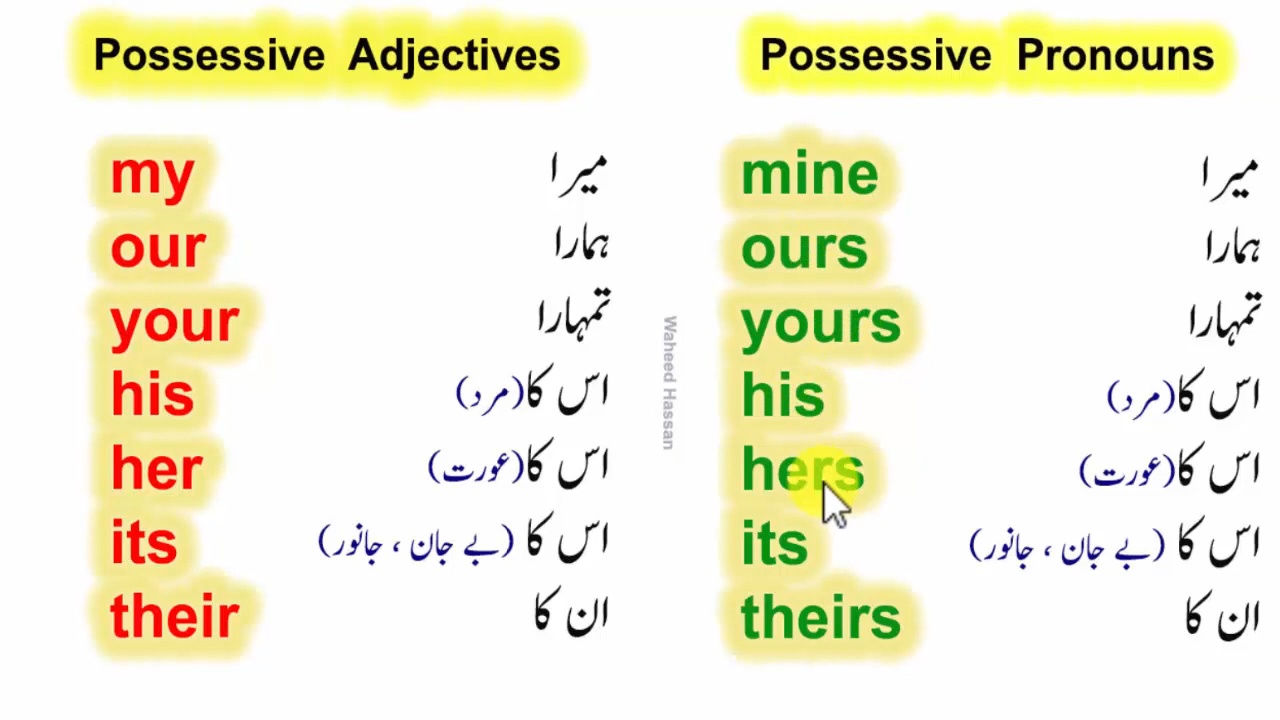 Possessive Adjectives Possessive Pronouns
my میرا mine میرا
our ہمارا ours ہمارا
your تمہارا yours تمہارا
his اس کا(مرد) his اس کا(مرد)
her اس کا(عورت) hers اس کا(عورت)
its اس کا (بے جان ، جانور) its اس کا (بے جان ، جانور)
their ان کا theirs ان کا
Waheed Hassan